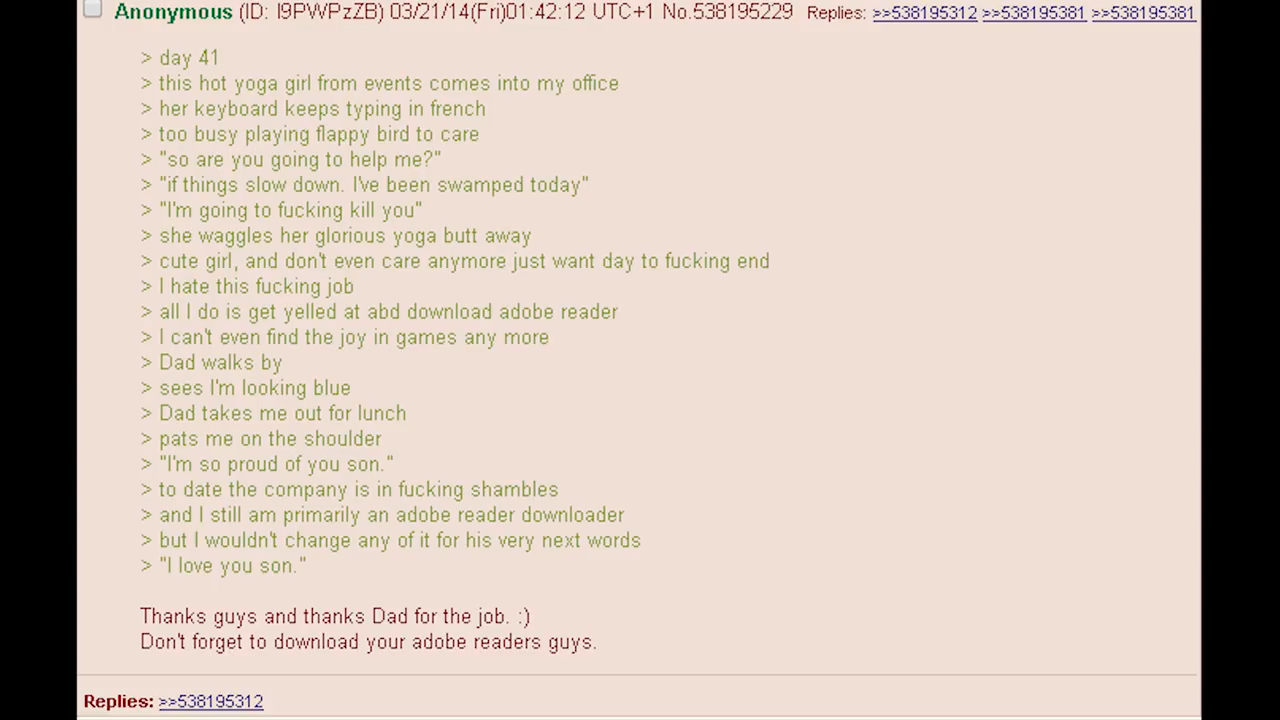 Anonymous (ID: I9PWPzZB) 03/21/14(Fri)01:42:12 UTC+1 No.538195229 Replies: >>538195312 >>538195381 >>538195381
> day 41
> this hot yoga girl from events comes into my office
> her keyboard keeps typing in french
> too busy playing flappy bird to care
> "so are you going to help me?"
> "if things slow down. I've been swamped today"
> "I'm going to fucking kill you"
> she waggles her glorious yoga butt away
> cute girl, and don't even care anymore just want day to fucking end
> I hate this fucking job
> all I do is get yelled at abd download adobe reader
> I can't even find the joy in games any more
> Dad walks by
> sees I'm looking blue
> Dad takes me out for lunch
> pats me on the shoulder
> "I'm so proud of you son."
> to date the company is in fucking shambles
> and I still am primarily an adobe reader downloader
> but I wouldn't change any of it for his very next words
> "I love you son."
Thanks guys and thanks Dad for the job. :)
Don't forget to download your adobe readers guys.
Replies: >>538195312